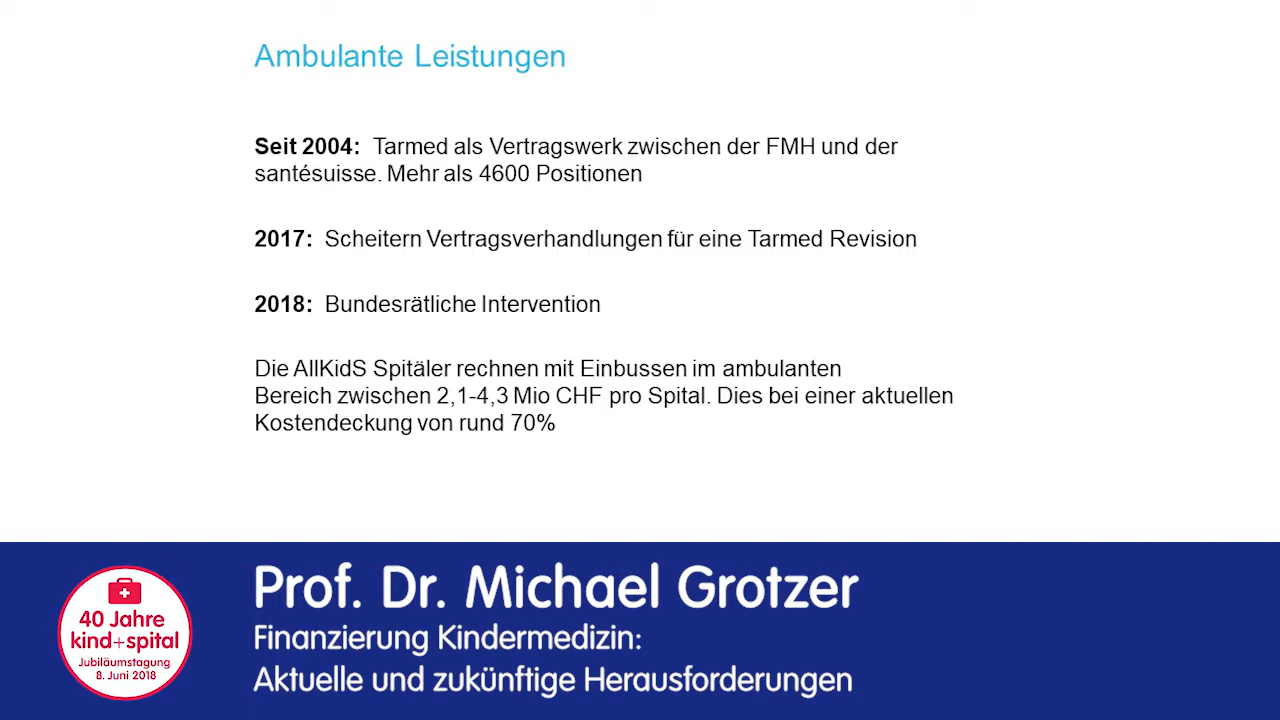 Ambulante Leistungen
Seit 2004: Tarmed als Vertragswerk zwischen der FMH und der
santésuisse. Mehr als 4600 Positionen
2017: Scheitern Vertragsverhandlungen für eine Tarmed Revision
2018: Bundesrätliche Intervention
Die AllKidS Spitäler rechnen mit Einbussen im ambulanten
Bereich zwischen 2,1-4,3 Mio CHF pro Spital. Dies bei einer aktuellen
Kostendeckung von rund 70%
40 Jahre
kind+spital
Jubiläumstagung
8. Juni 2018
Prof. Dr. Michael Grotzer
Finanzierung Kindermedizin:
Aktuelle und zukünftige Herausforderungen